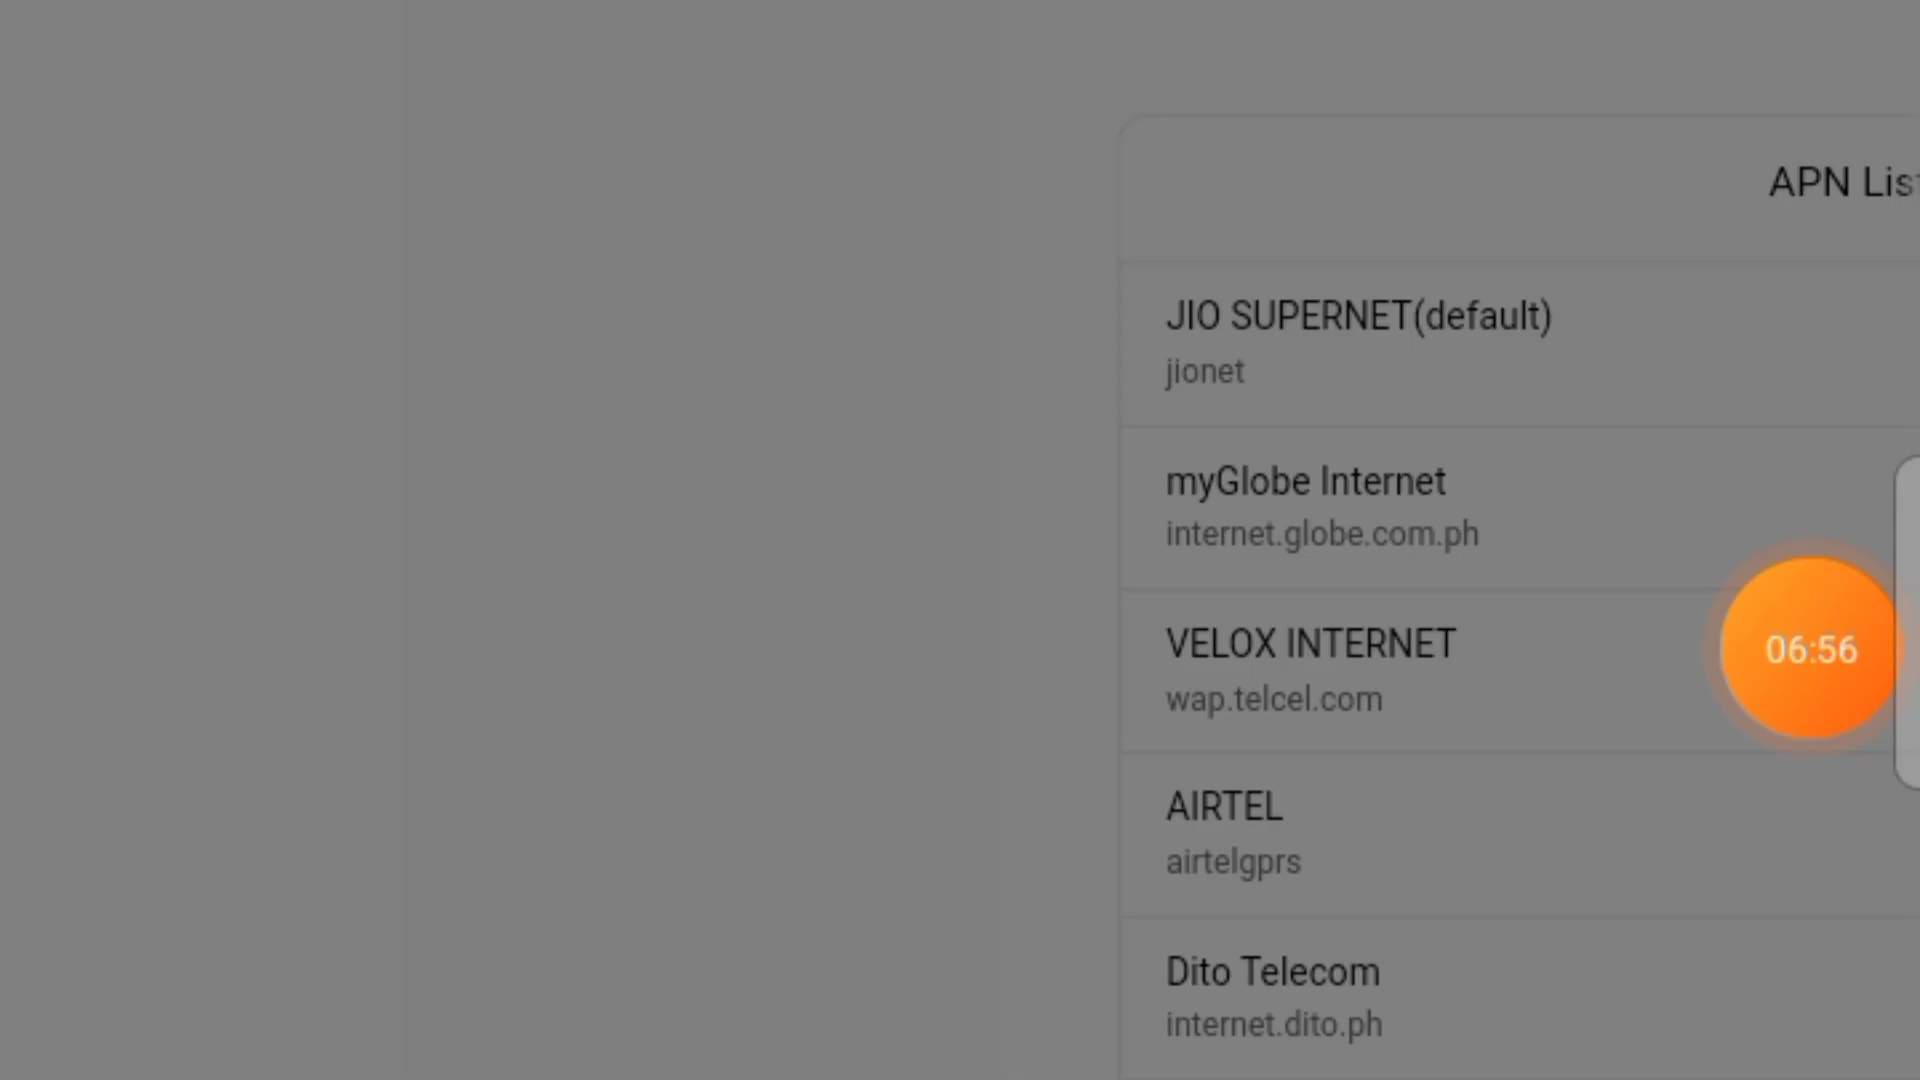 APN Lis
JIO SUPERNET(default)
jionet
myGlobe Internet
internet.globe.com.ph
VELOX INTERNET
wap.telcel.com
06:56
AIRTEL
airtelgprs
Dito Telecom
internet.dito.ph